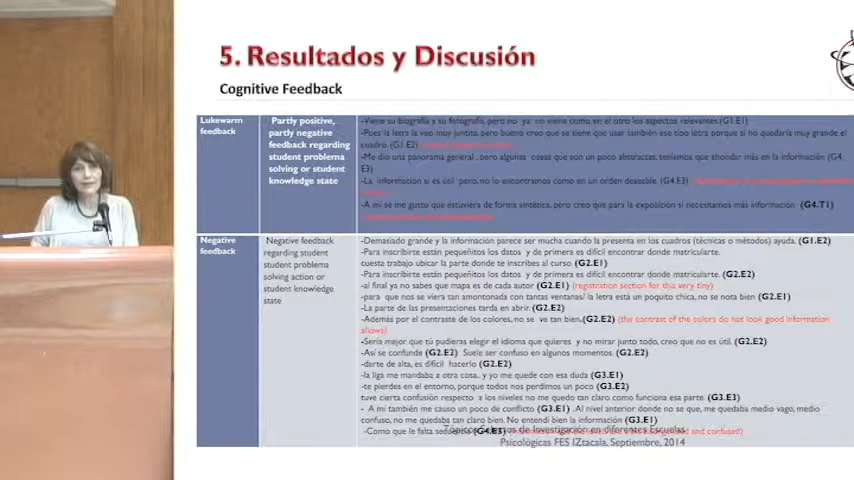 5. Resultados y Discusión
Cognitive Feedback
Lukewarm
feedback
Partly positive,
partly negative
feedback regarding
student problema
solving or student
knowledge state
-Viene su biografía y su fotografía, pero no ya no viene como en el otro los aspectos relevantes (G1.E1)
-Pues la letra la veo muy juntita, pero bueno creo que se tiene que usar también ese tipo letra porque si no quedaría muy grande el
cuadro. (G1.E2)
-Me dio una panorama general , pero algunas cosas que son un poco abstractas, teníamos que ahondar más en la información (G4.
E3)
-La información si es útil pero, no lo encontramos como en un orden deseable. (G4.E3)
-A mí se me gusto que estuviera de forma sintética, pero creo que para la exposición si necesitamos más información (G4.T1)
Negative
feedback
Negative feedback
regarding student
student problema
solving action or
student knowledge
state
-Demasiado grande y la información parece ser mucha cuando la presenta en los cuadros (técnicas o métodos) ayuda. (G1.E2)
-Para inscribirte están pequeñitos los datos y de primera es difícil encontrar donde matricularte.
cuesta trabajo ubicar la parte donde te inscribes al curso. (G2.E1)
-Para inscribirte están pequeñitos los datos y de primera es difícil encontrar donde matricularte. (G2.E2)
-al final ya no sabes que mapa es de cada autor (G2.E1) (registration section for this very tiny)
-para que nos se viera tan amontonada con tantas ventanas/ la letra está un poquito chica, no se nota bien (G2.E1)
-La parte de las presentaciones tarda en abrir. (G2.E2)
-Además por el contraste de los colores, no se ve tan bien.(G2.E2) (the contrast of the colors do not look good information
allows)
-Sería mejor que tú pudieras elegir el idioma que quieres y no mirar junto todo, creo que no es útil. (G2.E2)
-Así se confunde (G2.E2) Suele ser confuso en algunos momentos. (G2.E2)
-darte de alta, es difícil hacerlo (G2.E2)
-la liga me mandaba a otra cosa.. y yo me quede con esa duda (G3.E1)
-te pierdes en el entorno, porque todos nos perdimos un poco (G3.E2)
tuve cierta confusión respecto a los niveles no me quedo tan claro como funciona esa parte. (G3.E3)
- A mí también me causo un poco de conflicto (G3.E1) . Al nivel anterior donde no se que, me quedaba medio vago, medio
confuso, no me quedaba tan claro bien. No entendí bien la información (G3.E1)
-Como que le falta and confused)
Investigación en diferentes Escuelas
Psicológicas FES IZtacala, Septiembre, 2014